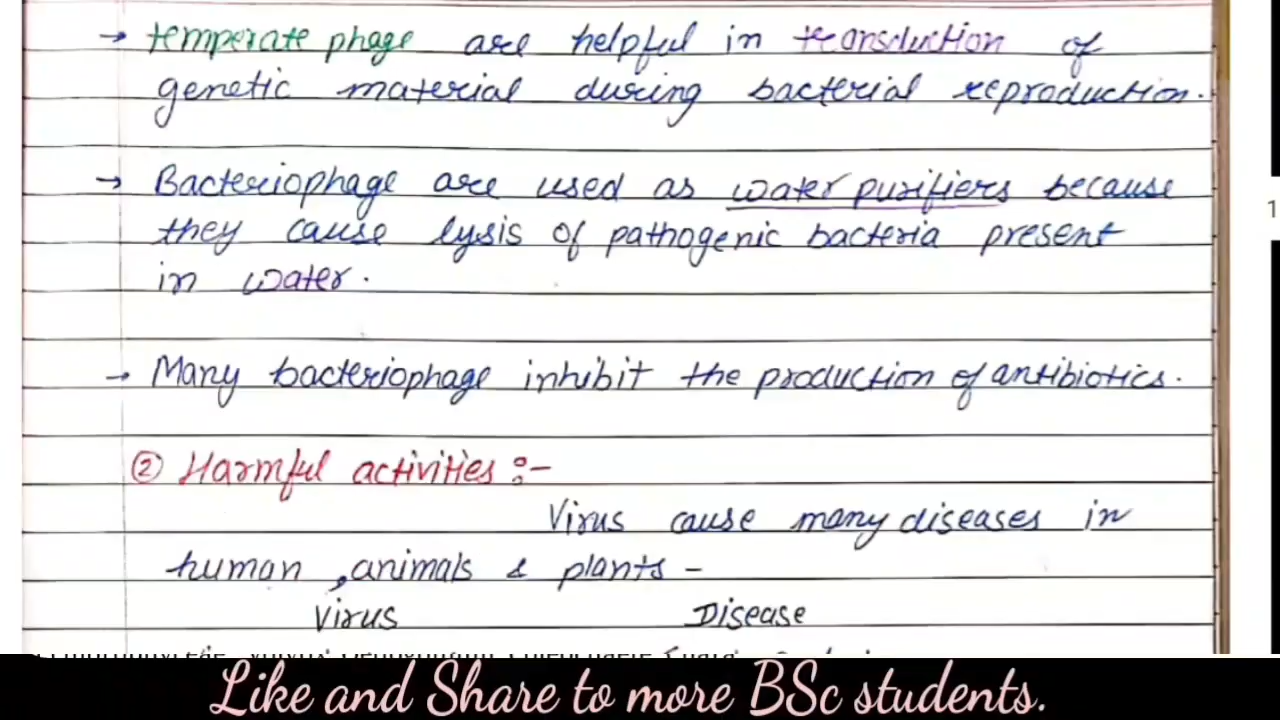 → temperate phage are helpful in transduction of
genetic material during bacterial reproduction.
→ Bacteriophage are used as water purifiers because
they cause lysis of pathogenic bacteria present
in water.
→ Many bacteriophage inhibit the production of antibiotics.
② Harmful activities :-
Virus cause many diseases in
human, animals & plants -
Virus Disease
1
Like and Share to more BSc students.